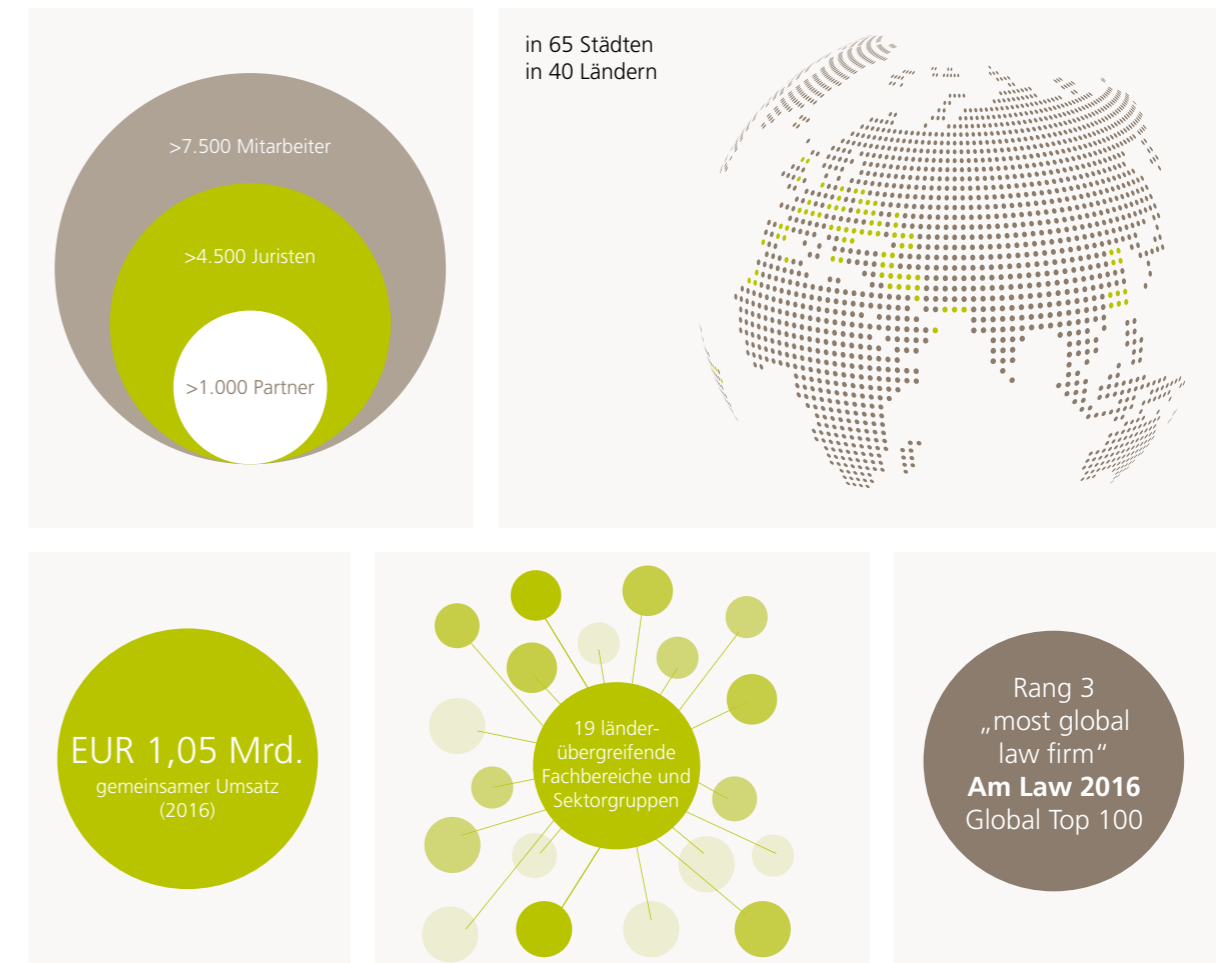 >7.500 Mitarbeiter
>4.500 Juristen
>1.000 Partner
in 65 Städten
in 40 Ländern
EUR 1,05 Mrd.
gemeinsamer Umsatz
(2016)
19 länder-
übergreifende
Fachbereiche und
Sektorgruppen
Rang 3
„most global
law firm“
Am Law 2016
Global Top 100